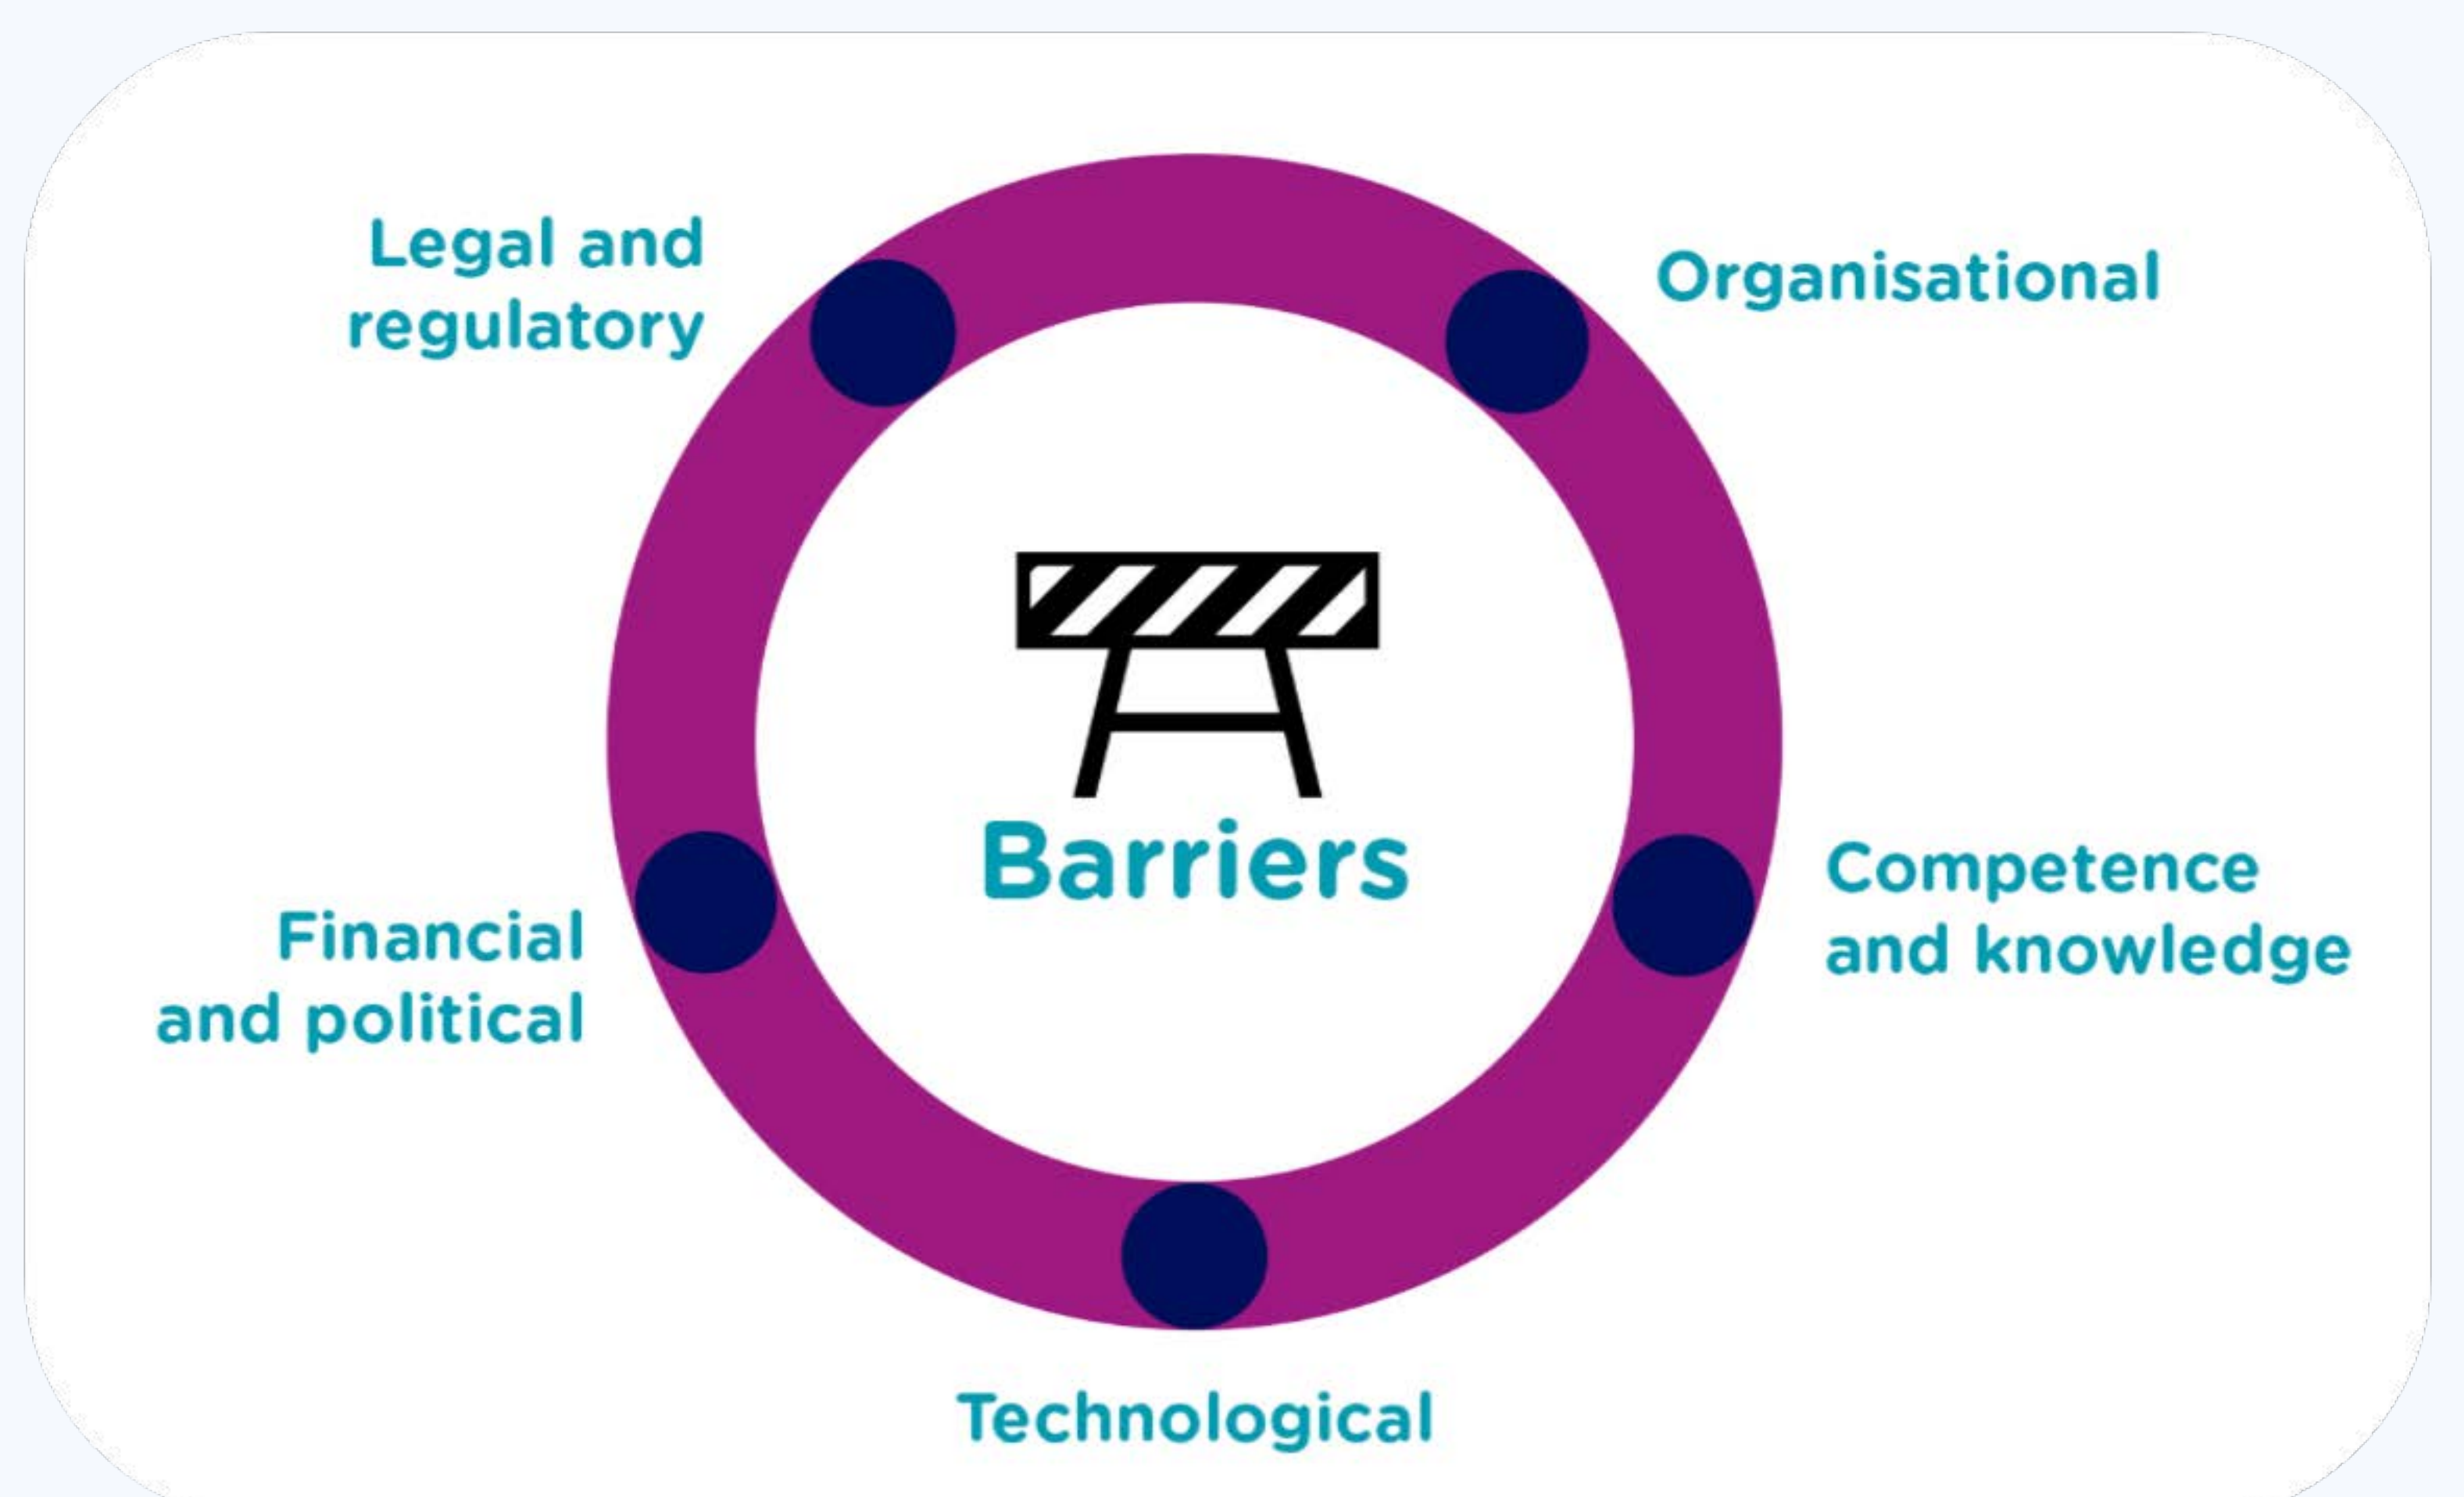 Legal and
regulatory
Organisational
Barriers
Financial
and political
Competence
and knowledge
Technological